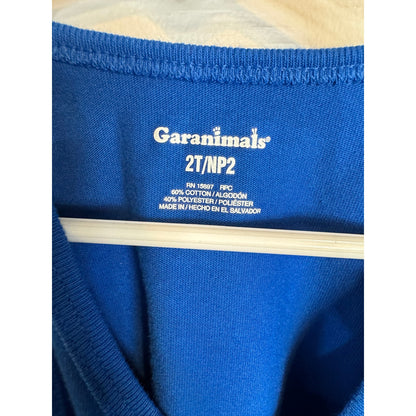 Garanimals®
2T/NP2
RN 15697 RPC
60% COTTON / ALGODÓN
40% POLYESTER / POLIÉSTER
MADE IN / HECHO EN EL SALVADOR